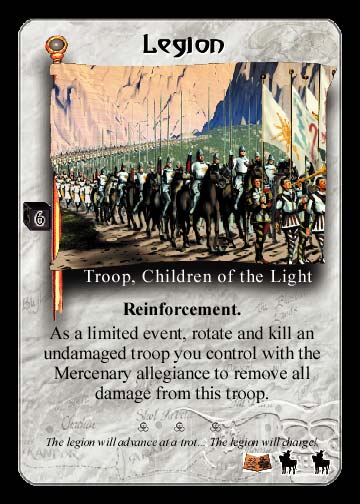 Legion
6
Troop, Children of the Light
Reinforcement.
As a limited event, rotate and kill an
undamaged troop you control with the
Mercenary allegiance to remove all
damage from this troop.
The legion will advance at a trot... The legion will charge!
KANDOR